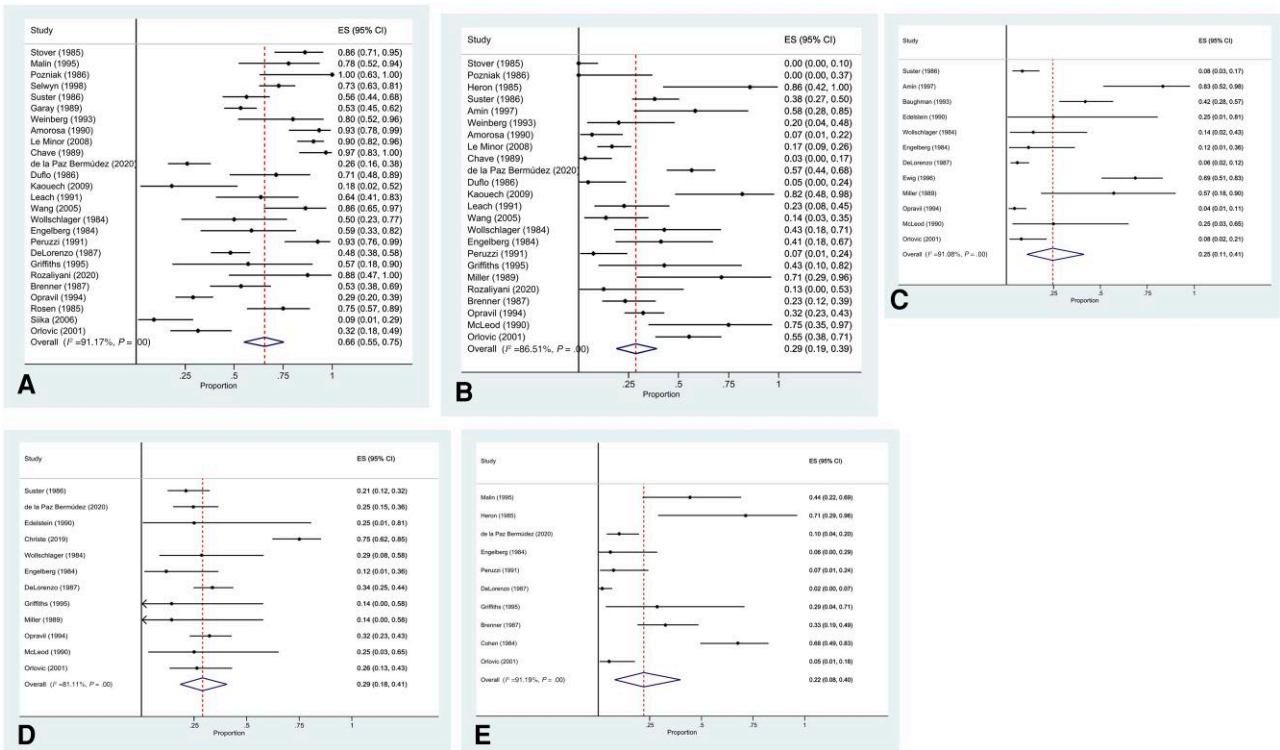 Study ES (95% CI)
Stover (1985) 0.86 (0.71, 0.95)
Malin (1995) 0.78 (0.52, 0.94)
Pozniak (1986) 1.00 (0.63, 1.00)
Selwyn (1998) 0.73 (0.63, 0.81)
Suster (1986) 0.56 (0.44, 0.68)
Garay (1989) 0.53 (0.45, 0.62)
Weinberg (1993) 0.80 (0.52, 0.96)
Amorosa (1990) 0.93 (0.78, 0.99)
Le Minor (2008) 0.90 (0.82, 0.96)
Chave (1989) 0.97 (0.83, 1.00)
de la Paz Bermúdez (2020) 0.26 (0.16, 0.38)
Duflo (1986) 0.71 (0.48, 0.89)
Kaouech (2009) 0.18 (0.02, 0.52)
Leach (1991) 0.64 (0.41, 0.83)
Wang (2005) 0.86 (0.65, 0.97)
Wollschlager (1984) 0.50 (0.23, 0.77)
Engelberg (1984) 0.59 (0.33, 0.82)
Peruzzi (1991) 0.93 (0.76, 0.99)
DeLorenzo (1987) 0.48 (0.38, 0.58)
Griffiths (1995) 0.57 (0.18, 0.90)
Rozaliyani (2020) 0.88 (0.47, 1.00)
Brenner (1987) 0.53 (0.38, 0.69)
Opravil (1994) 0.29 (0.20, 0.39)
Rosen (1985) 0.75 (0.57, 0.89)
Siika (2006) 0.09 (0.01, 0.29)
Orlovic (2001) 0.32 (0.18, 0.49)
Overall (I² =91.17%, P = .00) 0.66 (0.55, 0.75)
.25 .5 .75 1
Proportion
A
Study ES (95% CI)
Stover (1985) 0.00 (0.00, 0.10)
Pozniak (1986) 0.00 (0.00, 0.37)
Heron (1985) 0.86 (0.42, 1.00)
Suster (1986) 0.38 (0.27, 0.50)
Amin (1997) 0.58 (0.28, 0.85)
Weinberg (1993) 0.20 (0.04, 0.48)
Amorosa (1990) 0.07 (0.01, 0.22)
Le Minor (2008) 0.17 (0.09, 0.26)
Chave (1989) 0.03 (0.00, 0.17)
de la Paz Bermúdez (2020) 0.57 (0.44, 0.68)
Duflo (1986) 0.05 (0.00, 0.24)
Kaouech (2009) 0.82 (0.48, 0.98)
Leach (1991) 0.23 (0.08, 0.45)
Wang (2005) 0.14 (0.03, 0.35)
Wollschlager (1984) 0.43 (0.18, 0.71)
Engelberg (1984) 0.41 (0.18, 0.67)
Peruzzi (1991) 0.07 (0.01, 0.24)
Griffiths (1995) 0.43 (0.10, 0.82)
Miller (1989) 0.71 (0.29, 0.96)
Rozaliyani (2020) 0.13 (0.00, 0.53)
Brenner (1987) 0.23 (0.12, 0.39)
Opravil (1994) 0.32 (0.23, 0.43)
McLeod (1990) 0.75 (0.35, 0.97)
Orlovic (2001) 0.55 (0.38, 0.71)
Overall (I² =86.51%, P = .00) 0.29 (0.19, 0.39)
.25 .5 .75 1
Proportion
B
Study ES (95% CI)
Suster (1986) 0.08 (0.03, 0.17)
Amin (1997) 0.83 (0.52, 0.98)
Baughman (1993) 0.42 (0.28, 0.57)
Edelstein (1990) 0.25 (0.01, 0.81)
Wollschlager (1984) 0.14 (0.02, 0.43)
Engelberg (1984) 0.12 (0.01, 0.36)
DeLorenzo (1987) 0.06 (0.02, 0.12)
Ewig (1996) 0.69 (0.51, 0.83)
Miller (1989) 0.57 (0.18, 0.90)
Opravil (1994) 0.04 (0.01, 0.11)
McLeod (1990) 0.25 (0.03, 0.65)
Orlovic (2001) 0.08 (0.02, 0.21)
Overall (I² =91.08%, P = .00) 0.25 (0.11, 0.41)
.25 .5 .75 1
Proportion
C
Study ES (95% CI)
Suster (1986) 0.21 (0.12, 0.32)
de la Paz Bermúdez (2020) 0.25 (0.15, 0.36)
Edelstein (1990) 0.25 (0.01, 0.81)
Christe (2019) 0.75 (0.62, 0.85)
Wollschlager (1984) 0.29 (0.08, 0.58)
Engelberg (1984) 0.12 (0.01, 0.36)
DeLorenzo (1987) 0.34 (0.25, 0.44)
Griffiths (1995) 0.14 (0.00, 0.58)
Miller (1989) 0.14 (0.00, 0.58)
Opravil (1994) 0.32 (0.23, 0.43)
McLeod (1990) 0.25 (0.03, 0.65)
Orlovic (2001) 0.26 (0.13, 0.43)
Overall (I² =81.11%, P = .00) 0.29 (0.18, 0.41)
.25 .5 .75 1
Proportion
D
Study ES (95% CI)
Malin (1995) 0.44 (0.22, 0.69)
Heron (1985) 0.71 (0.29, 0.96)
de la Paz Bermúdez (2020) 0.10 (0.04, 0.20)
Engelberg (1984) 0.06 (0.00, 0.29)
Peruzzi (1991) 0.07 (0.01, 0.24)
DeLorenzo (1987) 0.02 (0.00, 0.07)
Griffiths (1995) 0.29 (0.04, 0.71)
Brenner (1987) 0.33 (0.19, 0.49)
Cohen (1984) 0.68 (0.49, 0.83)
Orlovic (2001) 0.05 (0.01, 0.18)
Overall (I² =91.19%, P = .00) 0.22 (0.08, 0.40)
.25 .5 .75 1
Proportion
E